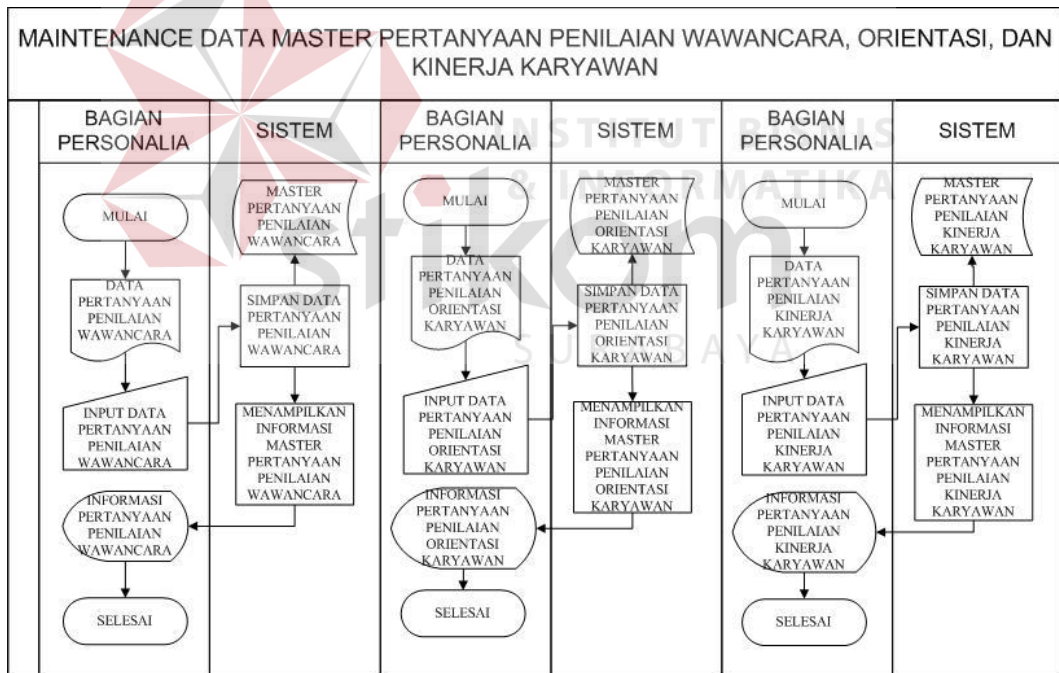 MAINTENANCE DATA MASTER PERTANYAAN PENILAIAN WAWANCARA, ORIENTASI, DAN
KINERJA KARYAWAN
BAGIAN
PERSONALIA
SISTEM
BAGIAN
PERSONALIA
SISTEM
BAGIAN
PERSONALIA
SISTEM
INSTITUT BISNIS
& INFORMATIKA
stikom
SURABAYA
MULAI
DATA
PERTANYAAN
PENILAIAN
WAWANCARA
INPUT DATA
PERTANYAAN
PENILAIAN
WAWANCARA
INFORMASI
PERTANYAAN
PENILAIAN
WAWANCARA
SELESAI
MASTER
PERTANYAAN
PENILAIAN
WAWANCARA
SIMPAN DATA
PERTANYAAN
PENILAIAN
WAWANCARA
MENAMPILKAN
INFORMASI
MASTER
PERTANYAAN
PENILAIAN
WAWANCARA
MULAI
DATA
PERTANYAAN
PENILAIAN
ORIENTASI
KARYAWAN
INPUT DATA
PERTANYAAN
PENILAIAN
ORIENTASI
KARYAWAN
INFORMASI
PERTANYAAN
PENILAIAN
ORIENTASI
KARYAWAN
SELESAI
MASTER
PERTANYAAN
PENILAIAN
ORIENTASI
KARYAWAN
SIMPAN DATA
PERTANYAAN
PENILAIAN
ORIENTASI
KARYAWAN
MENAMPILKAN
INFORMASI
MASTER
PERTANYAAN
PENILAIAN
ORIENTASI
KARYAWAN
MULAI
DATA
PERTANYAAN
PENILAIAN
KINERJA
KARYAWAN
INPUT DATA
PERTANYAAN
PENILAIAN
KINERJA
KARYAWAN
INFORMASI
PERTANYAAN
PENILAIAN
KINERJA
KARYAWAN
SELESAI
MASTER
PERTANYAAN
PENILAIAN
KINERJA
KARYAWAN
SIMPAN DATA
PERTANYAAN
PENILAIAN
KINERJA
KARYAWAN
MENAMPILKAN
INFORMASI
MASTER
PERTANYAAN
PENILAIAN
KINERJA
KARYAWAN